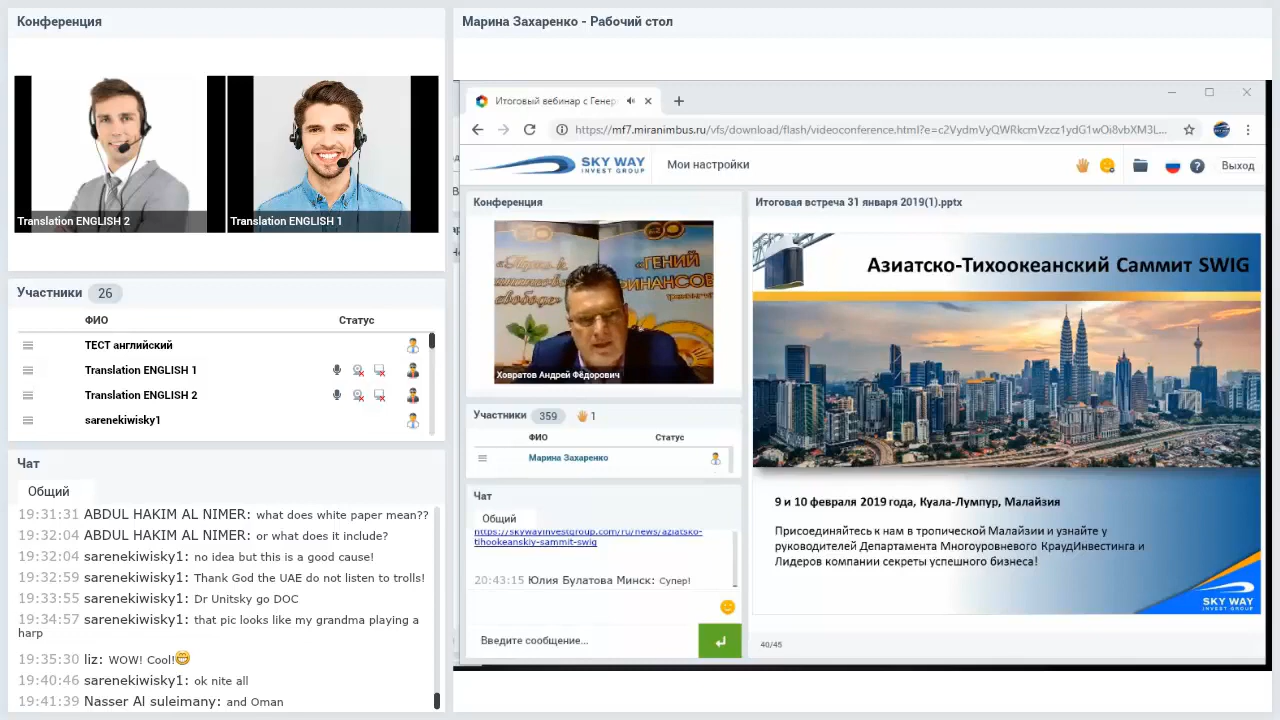 Конференция
Translation ENGLISH 2
Translation ENGLISH 1
Участники 26
ФИО Статус
ТЕСТ английский
Translation ENGLISH 1
Translation ENGLISH 2
sarenekiwisky1
Чат
Общий
19:31:31 ABDUL HAKIM AL NIMER: what does white paper mean??
19:32:04 ABDUL HAKIM AL NIMER: or what does it include?
19:32:04 sarenekiwisky1: no idea but this is a good cause!
19:32:59 sarenekiwisky1: Thank God the UAE do not listen to trolls!
19:33:55 sarenekiwisky1: Dr Unitsky go DOC
19:34:57 sarenekiwisky1: that pic looks like my grandma playing a
harp
19:35:30 liz: WOW! Cool!😁
19:40:46 sarenekiwisky1: ok nite all
19:41:39 Nasser Al suleimany: and Oman
Марина Захаренко - Рабочий стол
Итоговый вебинар с Генер
https://mf7.miranimbus.ru/vfs/download/flash/videoconference.html?e=c2VydmVyQWRkcmVzcz1ydG1wOi8vbXM3L...
SKY WAY
INVEST GROUP
Мои настройки
Выход
Конференция
«ГЕНИЙ
ФИНАНСОВ
Ховратов Андрей Фёдорович
Участники 359 1
ФИО Статус
Марина Захаренко
Чат
Общий
https://skywayinvestgroup.com/ru/news/aziatsko-
tihookeanskiy-sammit-swig
20:43:15 Юлия Булатова Минск: Супер!
Введите сообщение...
Итоговая встреча 31 января 2019(1).pptx
Азиатско-Тихоокеанский Саммит SWIG
9 и 10 февраля 2019 года, Куала-Лумпур, Малайзия
Присоединяйтесь к нам в тропической Малайзии и узнайте у
руководителей Департамента Многоуровневого КраудИнвестинга и
Лидеров компании секреты успешного бизнеса!
SKY WAY
INVEST GROUP
40/45